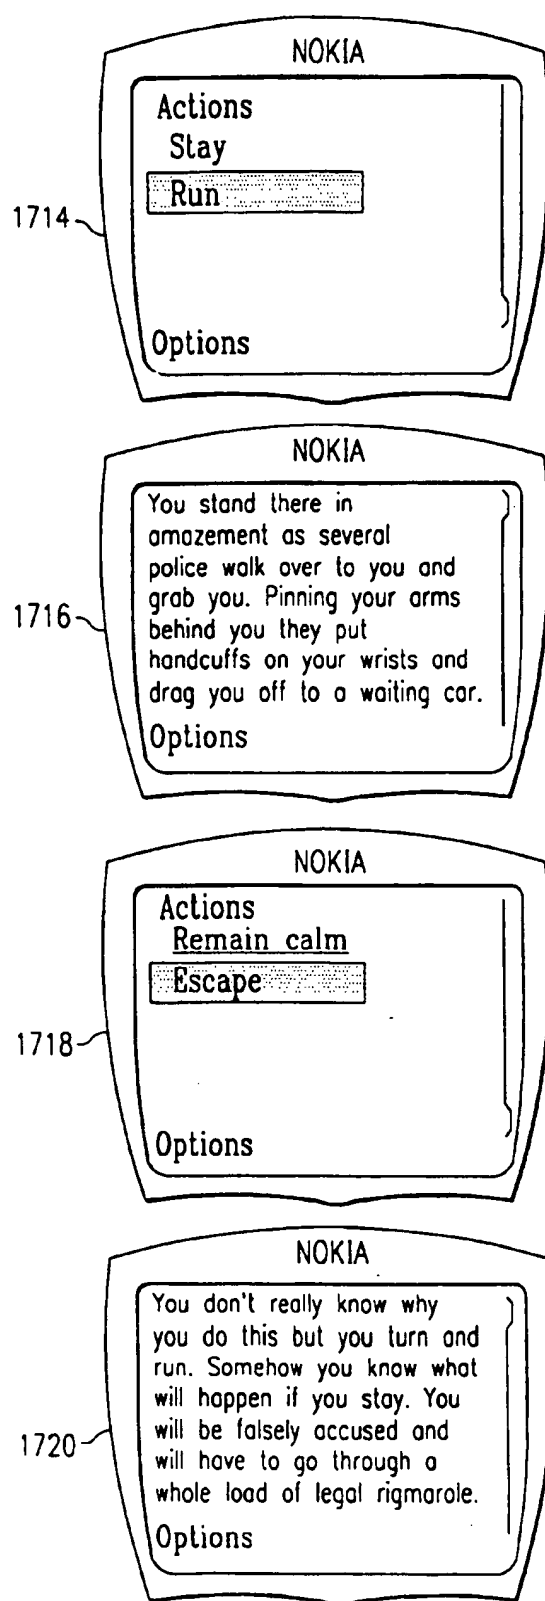 NOKIA
Actions
Stay
Run
1714
Options
NOKIA
You stand there in
amazement as several
police walk over to you and
grab you. Pinning your arms
1716
behind you they put
handcuffs on your wrists and
drag you off to a waiting car.
Options
NOKIA
Actions
Remain calm
Escape
1718
Options
NOKIA
You don't really know why
you do this but you turn and
run. Somehow you know what
will happen if you stay. You
will be falsely accused and
1720
will have to go through a
whole load of legal rigmarole.
Options